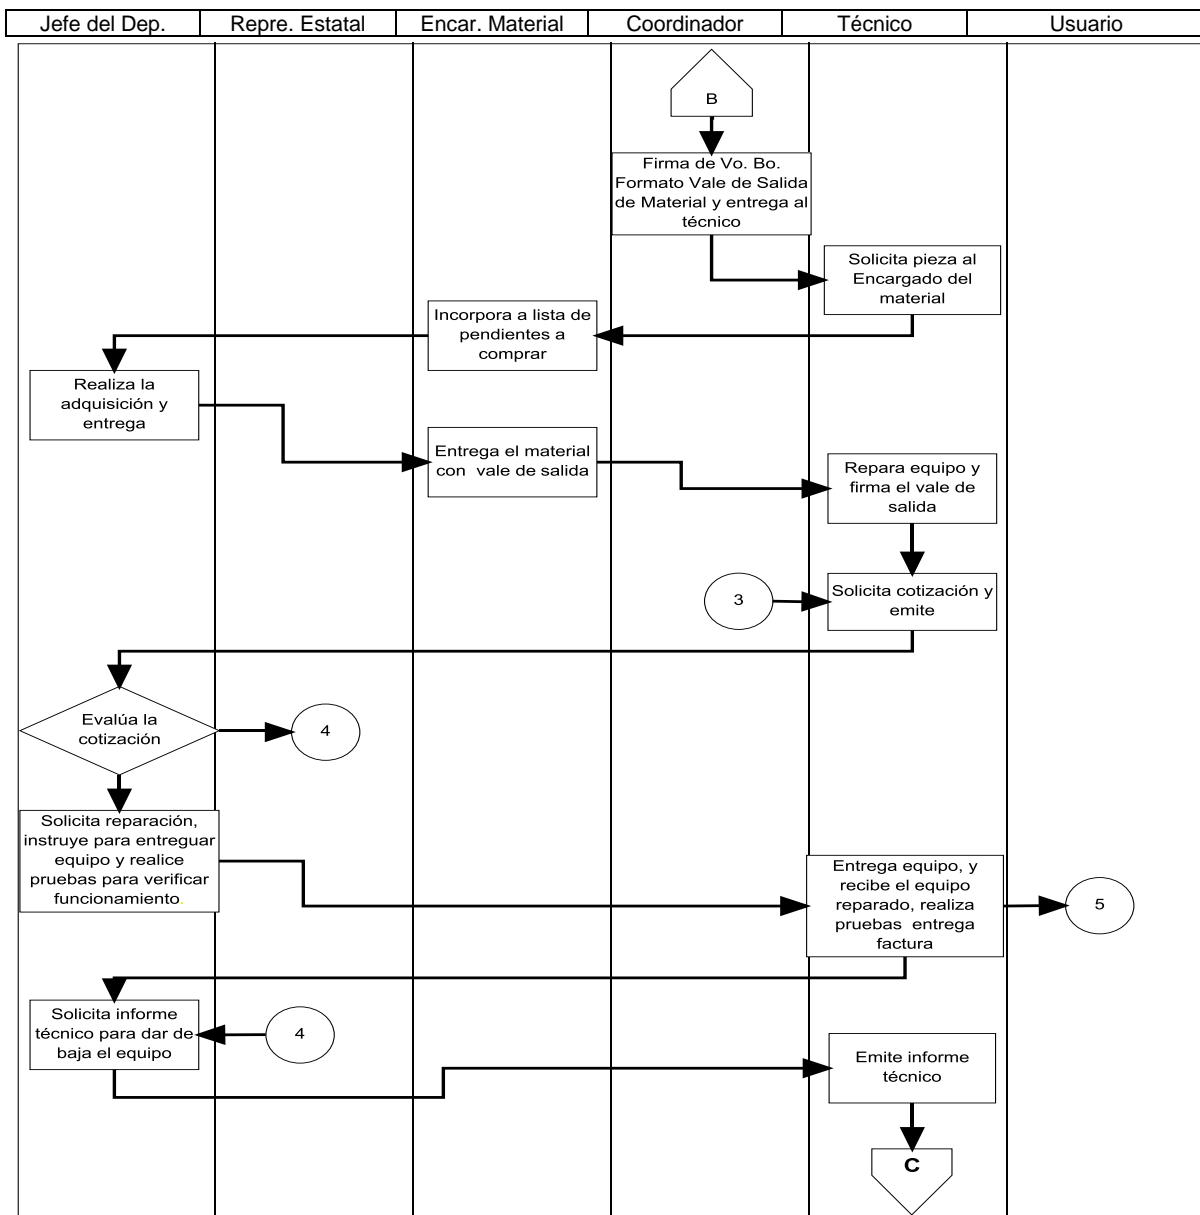 Jefe del Dep.
Repre. Estatal
Encar. Material
Coordinador
Técnico
Usuario
B
Firma de Vo. Bo.
Formato Vale de Salida
de Material y entrega al
técnico
Solicita pieza al
Encargado del
material
Incorpora a lista de
pendientes a
comprar
Realiza la
adquisición y
entrega
Entrega el material
con vale de salida
Repara equipo y
firma el vale de
salida
3
Solicita cotización y
emite
Evalúa la
cotización
4
Solicita reparación,
instruye para entreguar
equipo y realice
pruebas para verificar
funcionamiento.
Entrega equipo, y
recibe el equipo
reparado, realiza
pruebas entrega
factura
5
Solicita informe
técnico para dar de
baja el equipo
4
Emite informe
técnico
C